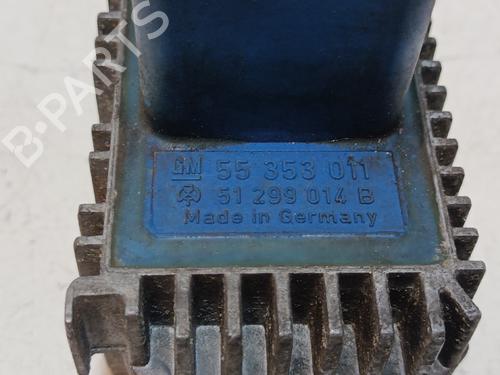 B-PARTS
GM 55 353 011
51 299 014 B
Made in Germany